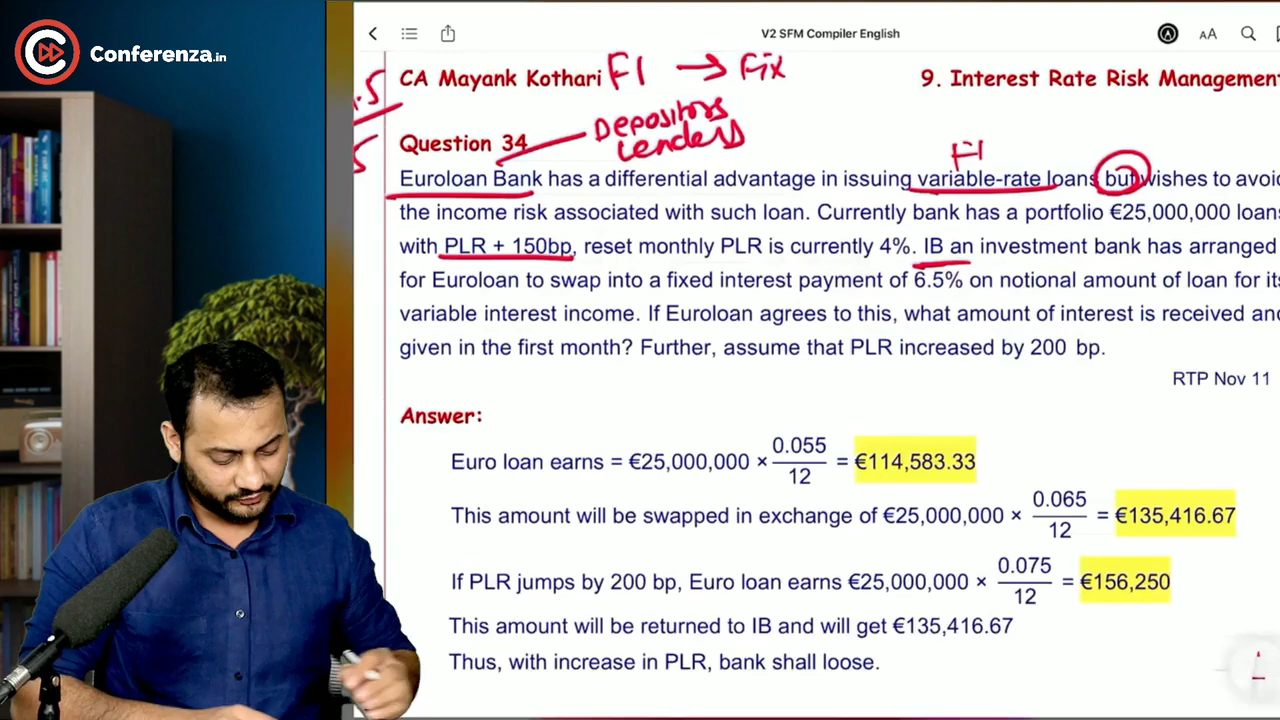 Conferenza.in
V2 SFM Compiler English
AA
CA Mayank Kothari Fl → Fix
9. Interest Rate Risk Management
Question 34
Depositors
Lenders
Fl
Euroloan Bank has a differential advantage in issuing variable-rate loans but wishes to avoid
the income risk associated with such loan. Currently bank has a portfolio €25,000,000 loans
with PLR + 150bp, reset monthly PLR is currently 4%. IB an investment bank has arranged
for Euroloan to swap into a fixed interest payment of 6.5% on notional amount of loan for its
variable interest income. If Euroloan agrees to this, what amount of interest is received and
given in the first month? Further, assume that PLR increased by 200 bp.
RTP Nov 11
Answer:
Euro loan earns = €25,000,000 × 0.055/12 = €114,583.33
This amount will be swapped in exchange of €25,000,000 × 0.065/12 = €135,416.67
If PLR jumps by 200 bp, Euro loan earns €25,000,000 × 0.075/12 = €156,250
This amount will be returned to IB and will get €135,416.67
Thus, with increase in PLR, bank shall loose.